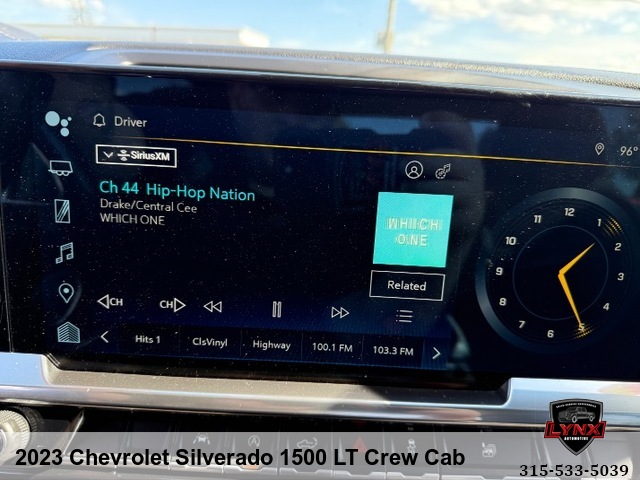 Driver
96°
SiriusXM
Ch 44 Hip-Hop Nation
Drake/Central Cee
WHICH ONE
WHICH
ONE
Related
CH
CH
Hits 1
ClsVinyl
Highway
100.1 FM
103.3 FM
12
1
2
3
4
5
6
7
8
9
10
11
LYNX
AUTOMOTIVE
2023 Chevrolet Silverado 1500 LT Crew Cab
315-533-5039